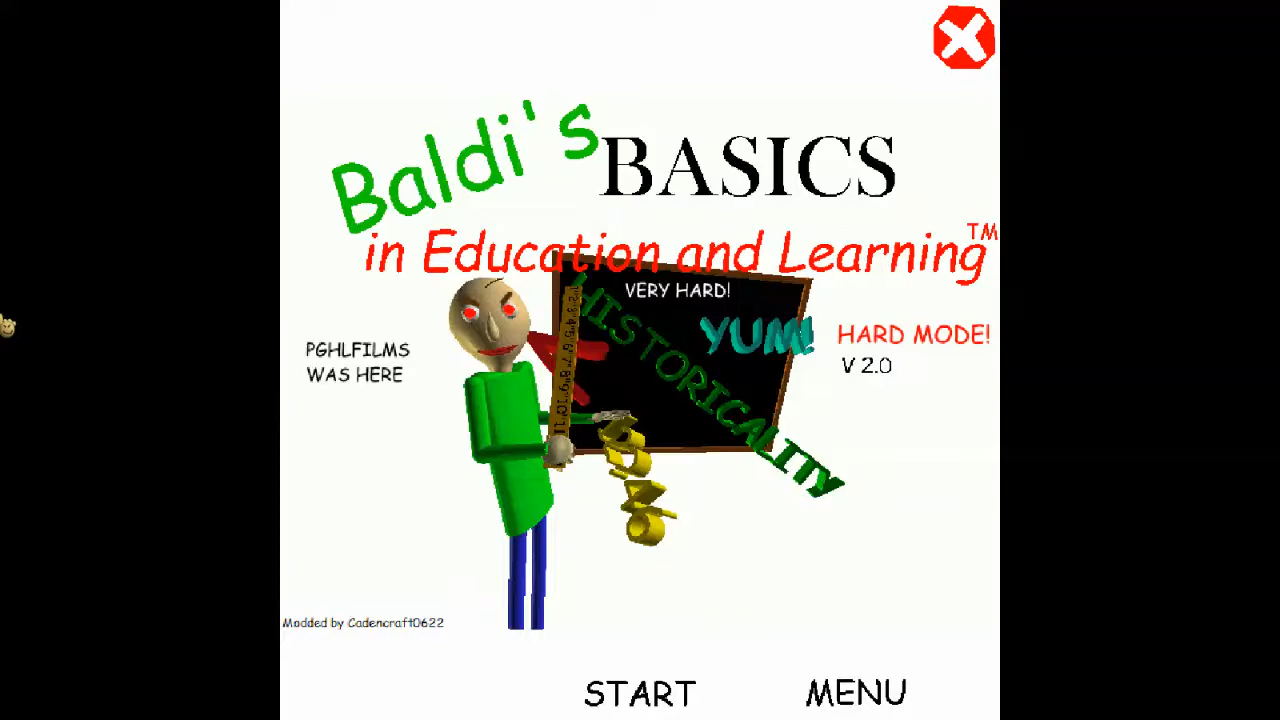 Baldi's BASICS
in Education and Learning™
VERY HARD!
HISTORICALITY
YUM!
HARD MODE!
V 2.0
PGHLFILMS
WAS HERE
Modded by Cadencraft0622
START
MENU